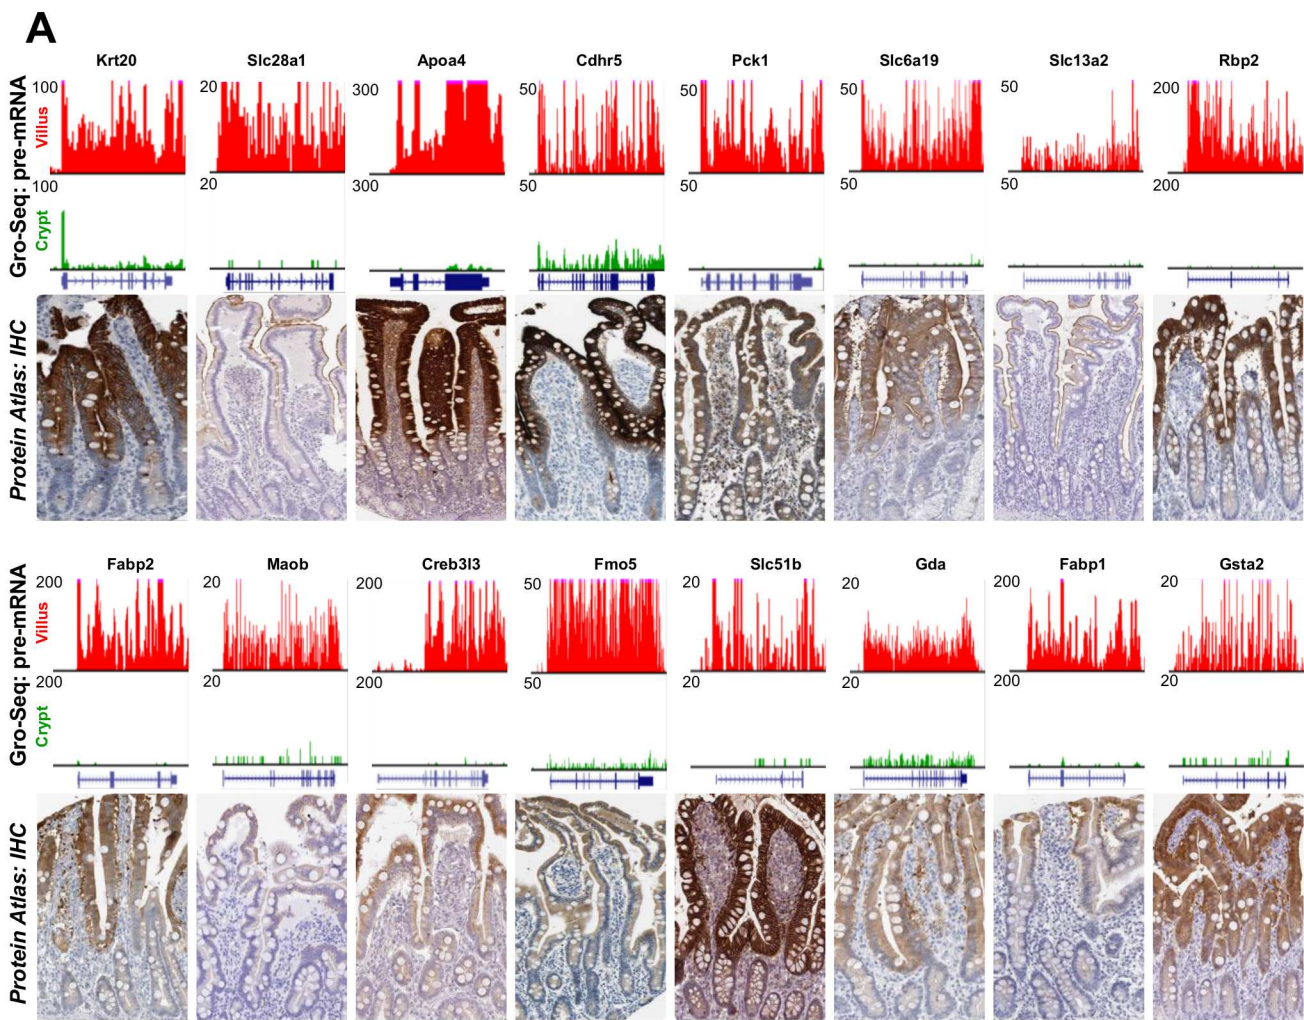 A
Krt20 Slc28a1 Apoa4 Cdhr5 Pck1 Slc6a19 Slc13a2 Rbp2
Gro-Seq: pre-mRNA
Villus
100 20 300 50 50 50 50 200
Crypt
100 20 300 50 50 50 50 200
Protein Atlas: IHC
Fabp2 Maob Creb3l3 Fmo5 Slc51b Gda Fabp1 Gsta2
Gro-Seq: pre-mRNA
Villus
200 20 200 50 20 20 200 20
Crypt
200 20 200 50 20 20 200 20
Protein Atlas: IHC